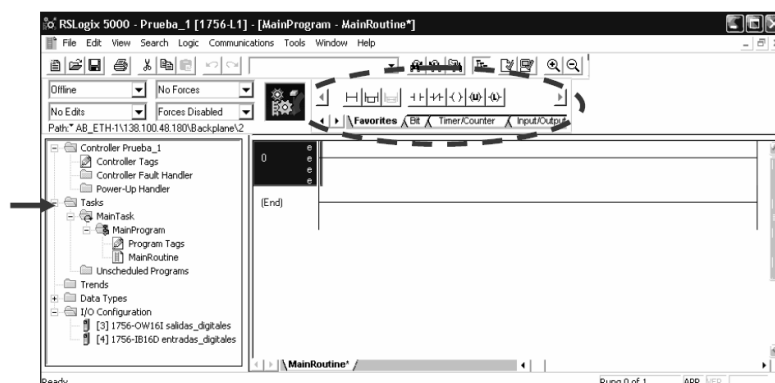 RSLogix 5000 - Prueba_1 [1756-L1] - [MainProgram - MainRoutine*]
File Edit View Search Logic Communications Tools Window Help
Offline No Forces
No Edits Forces Disabled
Favorites Bit Timer/Counter Input/Output
Path:* AB_ETH-1\138.100.48.180\Backplane\2
Controller Prueba_1
Controller Tags
Controller Fault Handler
Power-Up Handler
Tasks
MainTask
MainProgram
Program Tags
MainRoutine
Unscheduled Programs
Trends
Data Types
I/O Configuration
[3] 1756-OW16I salidas_digitales
[4] 1756-IB16D entradas_digitales
0
e
e
e
e
(End)
MainRoutine*
Ready
Rung 0 of 1 APP VER